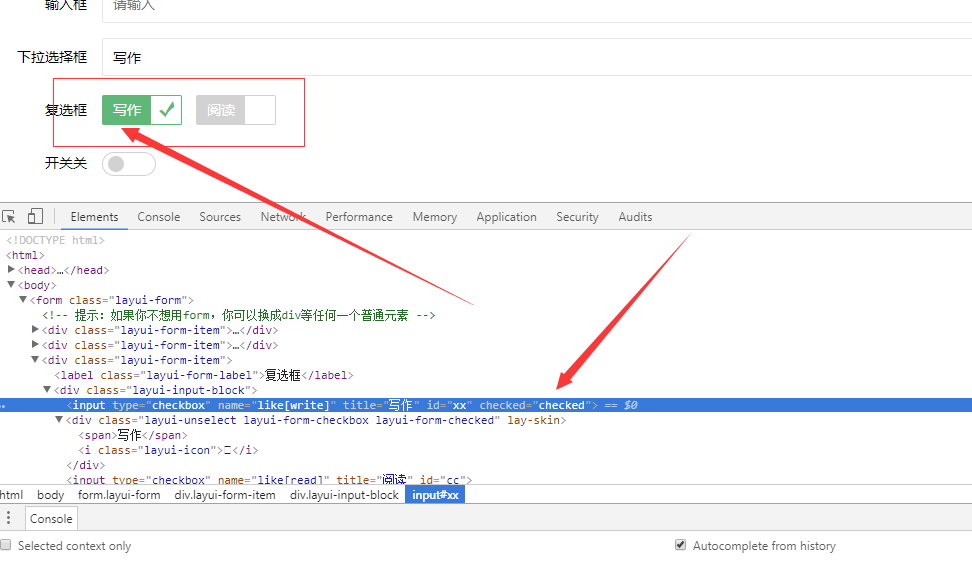 输入框 请输入
下拉选择框 写作
复选框 写作 阅读
开关关
Elements Console Sources Network Performance Memory Application Security Audits
<!DOCTYPE html>
<html>
<head>…</head>
<body>
<form class="layui-form">
<!-- 提示：如果你不想用form，你可以换成div等任何一个普通元素 -->
<div class="layui-form-item">…</div>
<div class="layui-form-item">…</div>
<div class="layui-form-item">
<label class="layui-form-label">复选框</label>
<div class="layui-input-block">
<input type="checkbox" name="like[write]" title="写作" id="xx" checked="checked"> == $0
<div class="layui-unselect layui-form-checkbox layui-form-checked" lay-skin>
<span>写作</span>
<i class="layui-icon"></i>
</div>
<input type="checkbox" name="like[read]" title="阅读" id="cc">
html body form.layui-form div.layui-form-item div.layui-input-block input#xx
Console
Selected context only Autocomplete from history